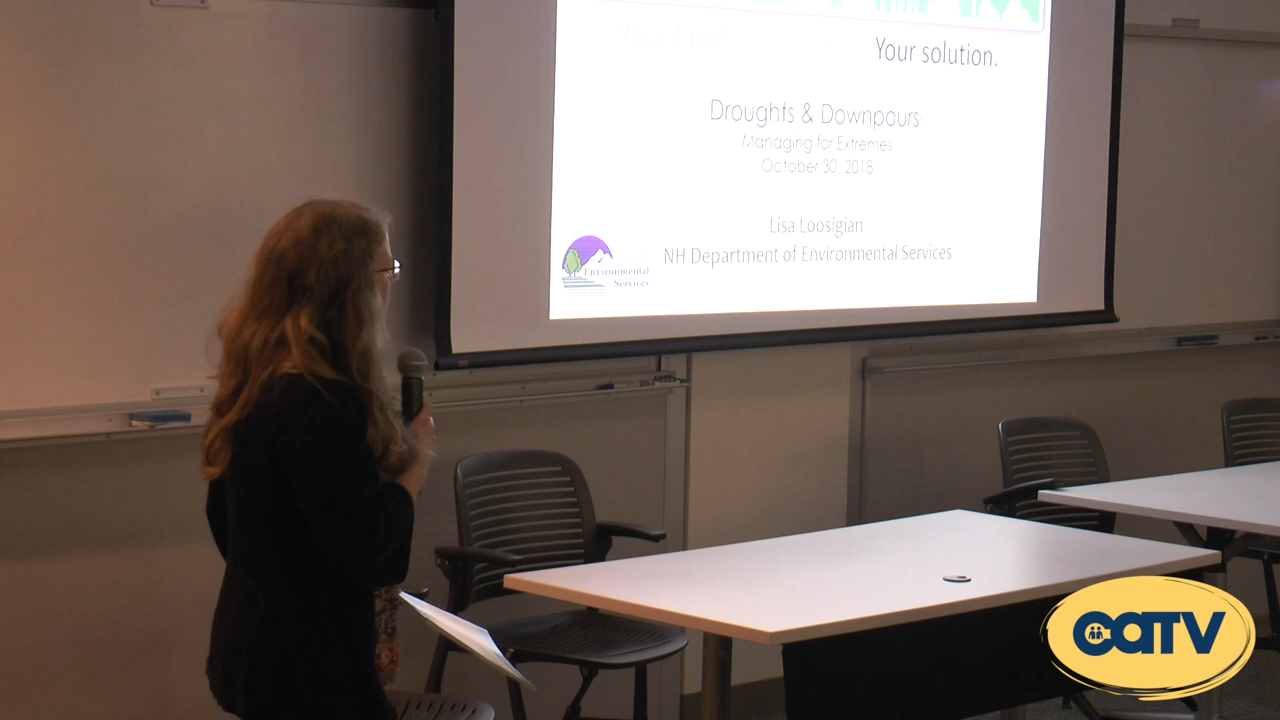 Your solution.
Droughts & Downpours:
Managing for Extremes
October 30, 2018
Lisa Loosigian
NH Department of Environmental Services
Environmental
Services
CATV